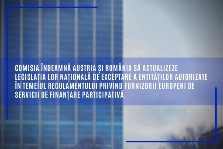 COMISIA ÎNDEAMNĂ AUSTRIA ȘI ROMÂNIA SĂ ACTUALIZEZE
LEGISLAȚIA LOR NAȚIONALĂ DE EXCEPTARE A ENTITĂȚILOR AUTORIZATE
ÎN TEMEIUL REGULAMENTULUI PRIVIND FURNIZORII EUROPENI DE
SERVICII DE FINANȚARE PARTICIPATIVĂ